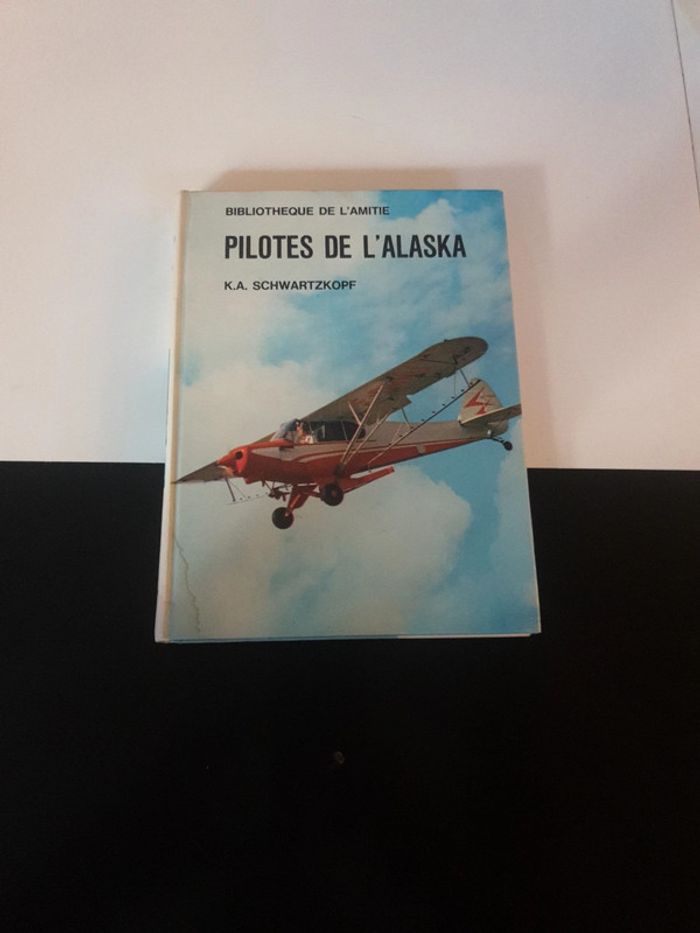 BIBLIOTHEQUE DE L'AMITIE
PILOTES DE L'ALASKA
K.A. SCHWARTZKOPF